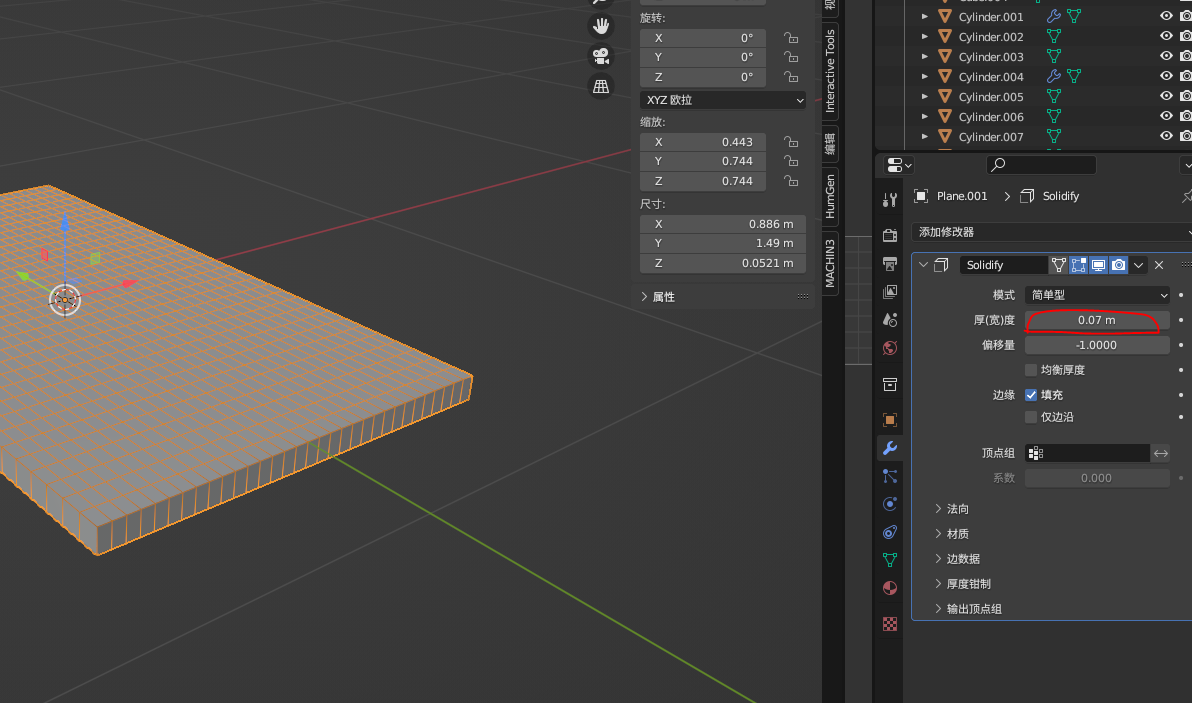 旋转:
X 0°
Y 0°
Z 0°
XYZ 欧拉
缩放:
X 0.443
Y 0.744
Z 0.744
尺寸:
X 0.886 m
Y 1.49 m
Z 0.0521 m
属性
Interactive Tools
编辑
HumGen
MACHIN3
Cylinder.001
Cylinder.002
Cylinder.003
Cylinder.004
Cylinder.005
Cylinder.006
Cylinder.007
Plane.001 > Solidify
添加修改器
Solidify
模式 简单型
厚(宽)度 0.07 m
偏移量 -1.0000
均衡厚度
边缘 填充
仅边沿
顶点组
系数 0.000
法向
材质
边数据
厚度钳制
输出顶点组